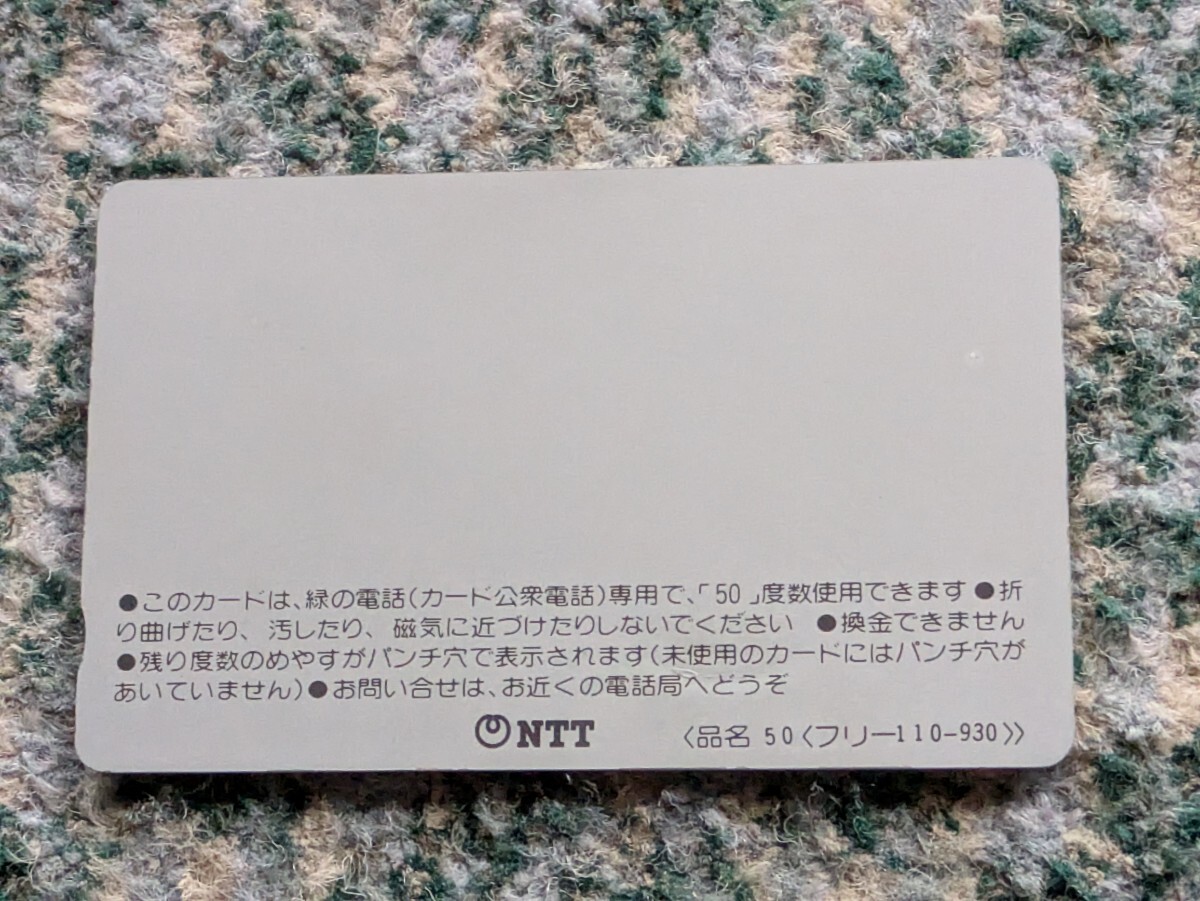 ●このカードは、緑の電話(カード公衆電話)専用で、「50」度数使用できます ●折
り曲げたり、汚したり、磁気に近づけたりしないでください ●換金できません
●残り度数のめやすがパンチ穴で表示されます(未使用のカードにはパンチ穴が
あいていません)●お問い合せは、お近くの電話局へどうぞ
NTT 〈品名 50〈フリー110-930〉〉